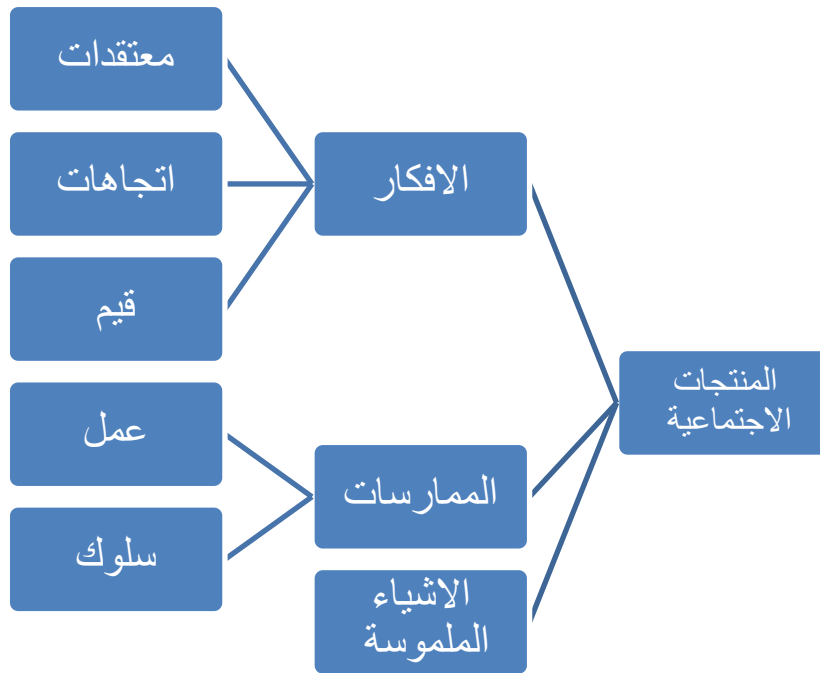 المنتجات
الاجتماعية
الافكار
معتقدات
اتجاهات
قيم
الممارسات
عمل
سلوك
الاشياء
الملموسة